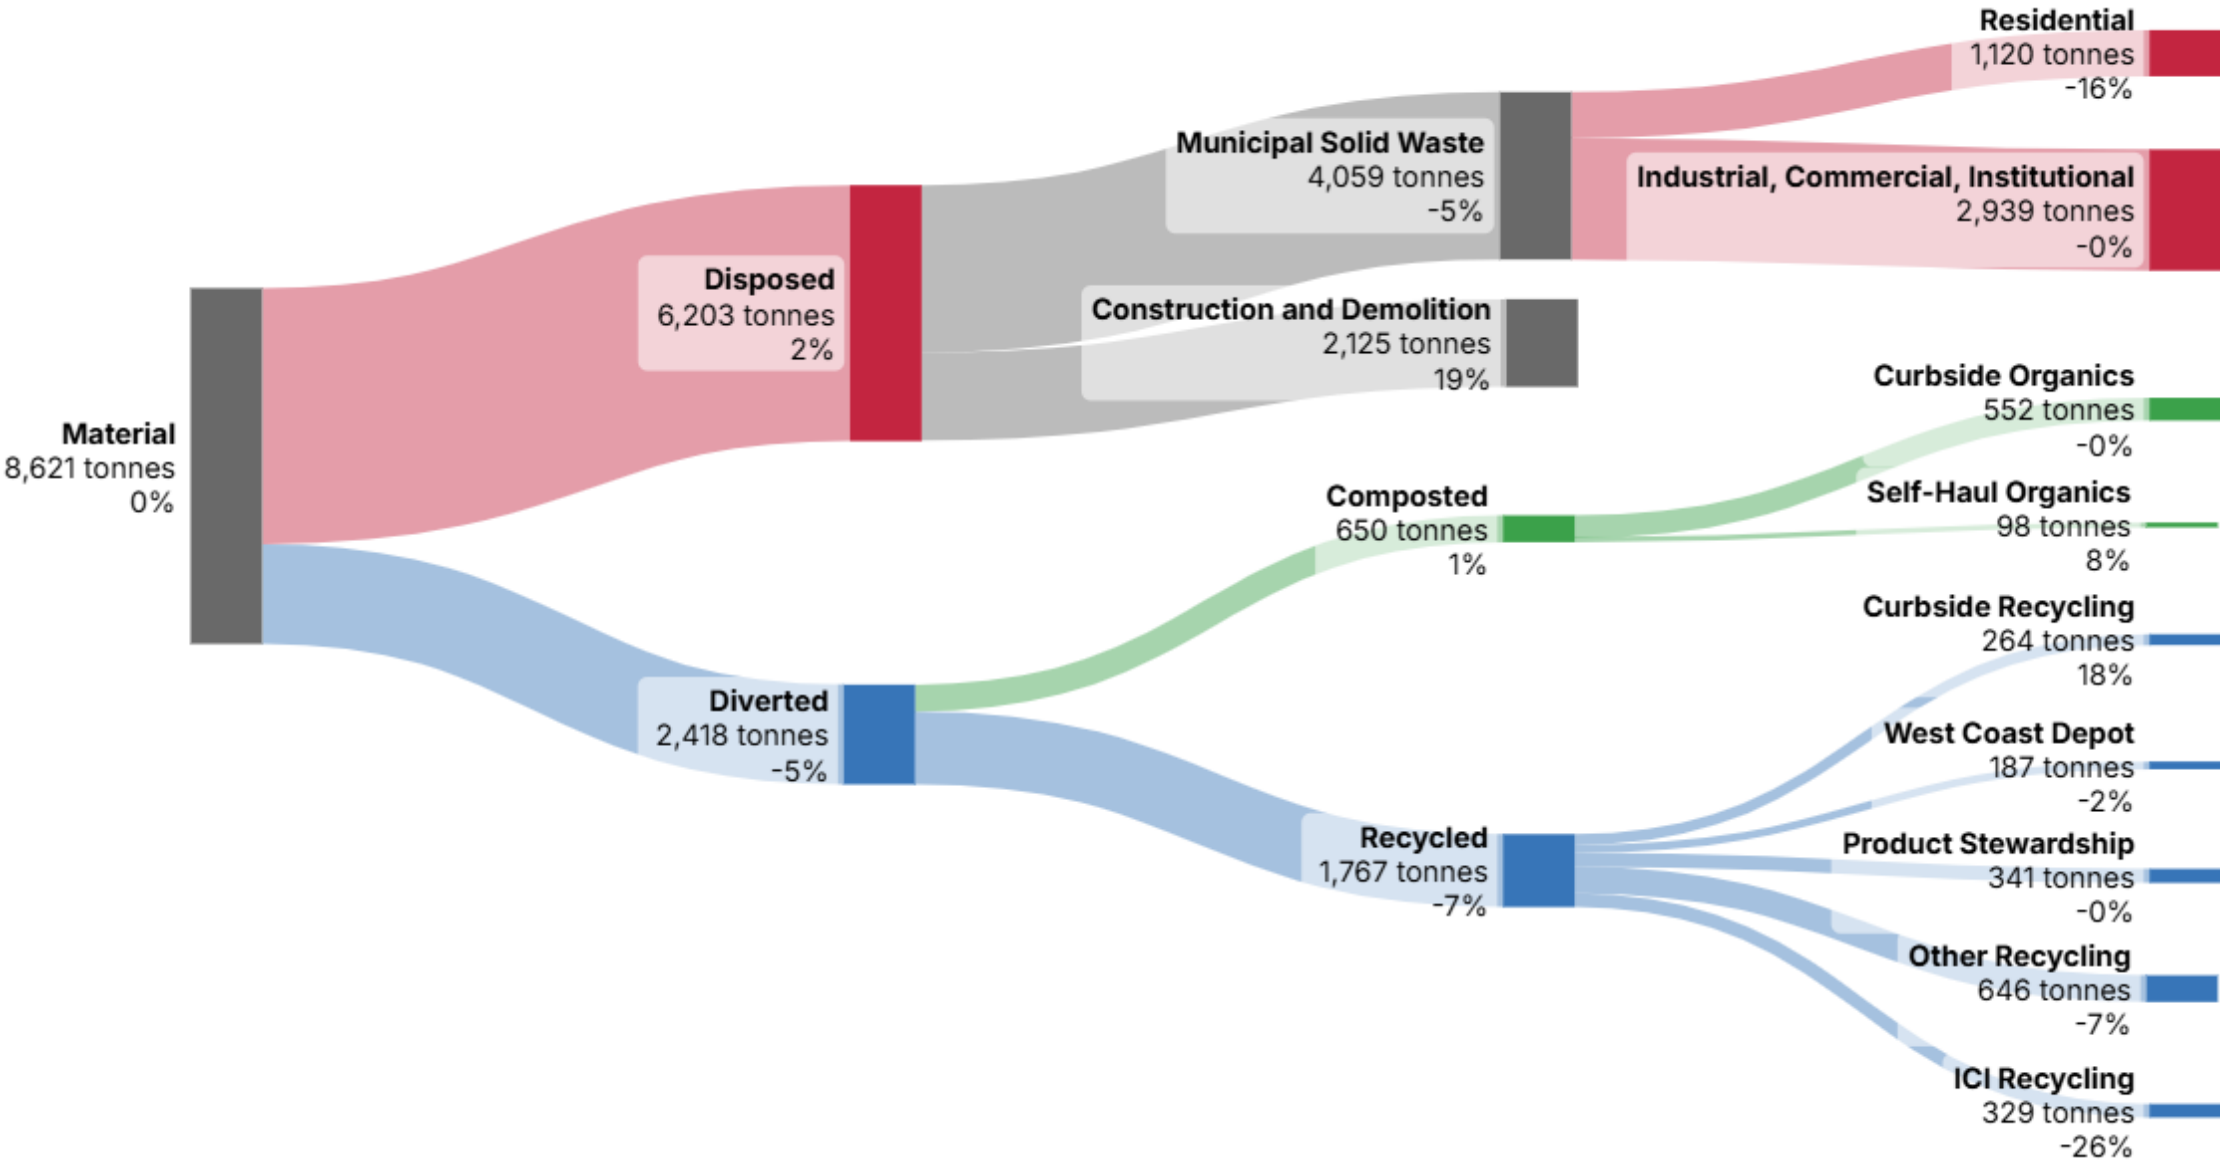 Material
8,621 tonnes
0%
Disposed
6,203 tonnes
2%
Diverted
2,418 tonnes
-5%
Municipal Solid Waste
4,059 tonnes
-5%
Construction and Demolition
2,125 tonnes
19%
Composted
650 tonnes
1%
Recycled
1,767 tonnes
-7%
Residential
1,120 tonnes
-16%
Industrial, Commercial, Institutional
2,939 tonnes
-0%
Curbside Organics
552 tonnes
-0%
Self-Haul Organics
98 tonnes
8%
Curbside Recycling
264 tonnes
18%
West Coast Depot
187 tonnes
-2%
Product Stewardship
341 tonnes
-0%
Other Recycling
646 tonnes
-7%
ICI Recycling
329 tonnes
-26%